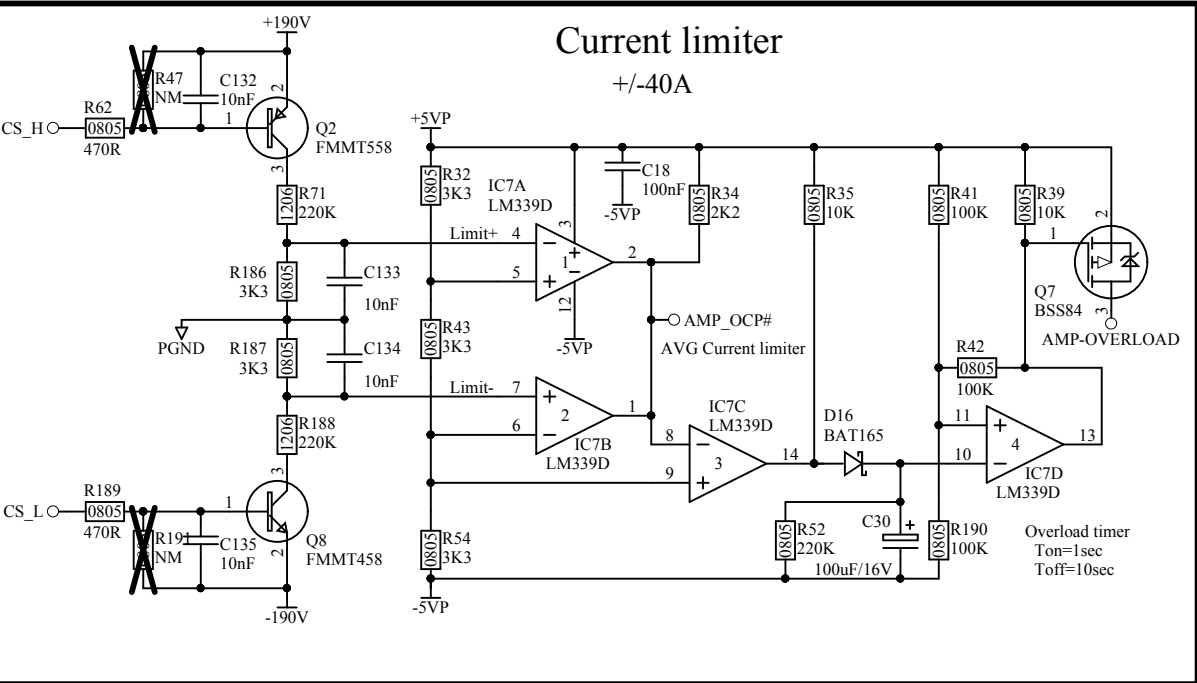 Current limiter
+/-40A
+190V
R47
NM
C132
10nF
R62
0805
470R
CS_H
1
2
3
Q2
FMMT558
1206
R71
220K
Limit+
R186
3K3
0805
C133
10nF
PGND
R187
3K3
0805
C134
10nF
Limit-
1206
R188
220K
R189
0805
470R
CS_L
1
3
2
Q8
FMMT458
R191
NM
C135
10nF
-190V
+5VP
0805
R32
3K3
IC7A
LM339D
4
5
3
1
2
12
-5VP
C18
100nF
-5VP
0805
R34
2K2
0805
R43
3K3
AMP_OCP#
AVG Current limiter
7
6
2
1
IC7B
LM339D
IC7C
LM339D
8
9
3
14
0805
R54
3K3
-5VP
0805
R35
10K
D16
BAT165
0805
R52
220K
C30
+
100uF/16V
0805
R41
100K
0805
R39
10K
R42
0805
100K
11
10
4
13
IC7D
LM339D
0805
R190
100K
1
2
3
Q7
BSS84
AMP-OVERLOAD
Overload timer
Ton=1sec
Toff=10sec